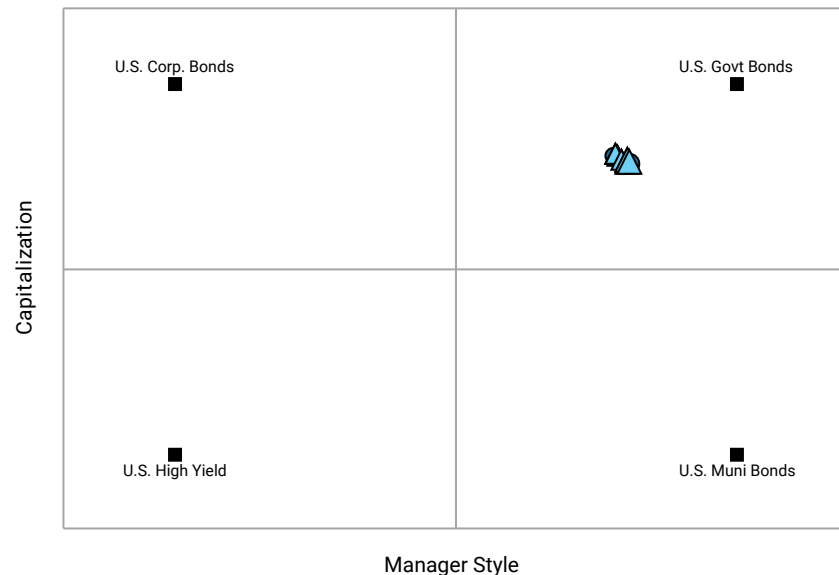 U.S. Corp. Bonds
U.S. Govt Bonds
Capitalization
U.S. High Yield
U.S. Muni Bonds
Manager Style